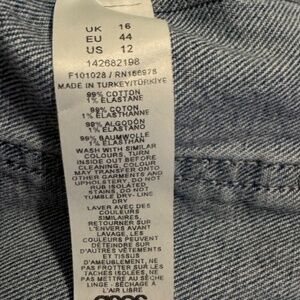 UK 16
EU 44
US 12
142682198
F101028 / RN156978
MADE IN TURKEY/TÜRKİYE
99% COTTON
1% ELASTANE
99% COTON
1% ELASTHANNE
99% ALGODÓN
1% ELASTANO
99% BAUMWOLLE
1% ELASTHAN
WASH WITH SIMILAR
COLOURS, TURN
INSIDE OUT BEFORE
CLEANING, COLOUR
MAY TRANSFER ONTO
OTHER GARMENTS AND
UPHOLSTERY. DO NOT
RUB ISOLATED
STAINS. DO NOT
TUMBLE DRY- LINE
DRY
LAVER AVEC DES
COULEURS
SIMILAIRES
RETOURNER SUR
L'ENVERS AVANT
LAVAGE, LES
COULEURS PEUVENT
DÉTEINDRE SUR
D'AUTRES VÊTEMENTS
ET TISSUS
D'AMEUBLEMENT, NE
PAS FROTTER SUR LES
TACHES ISOLÉES, NE
PAS METTRE AU SÈCHE
LINGE - SÉCHAGE À
L'AIR LIBRE